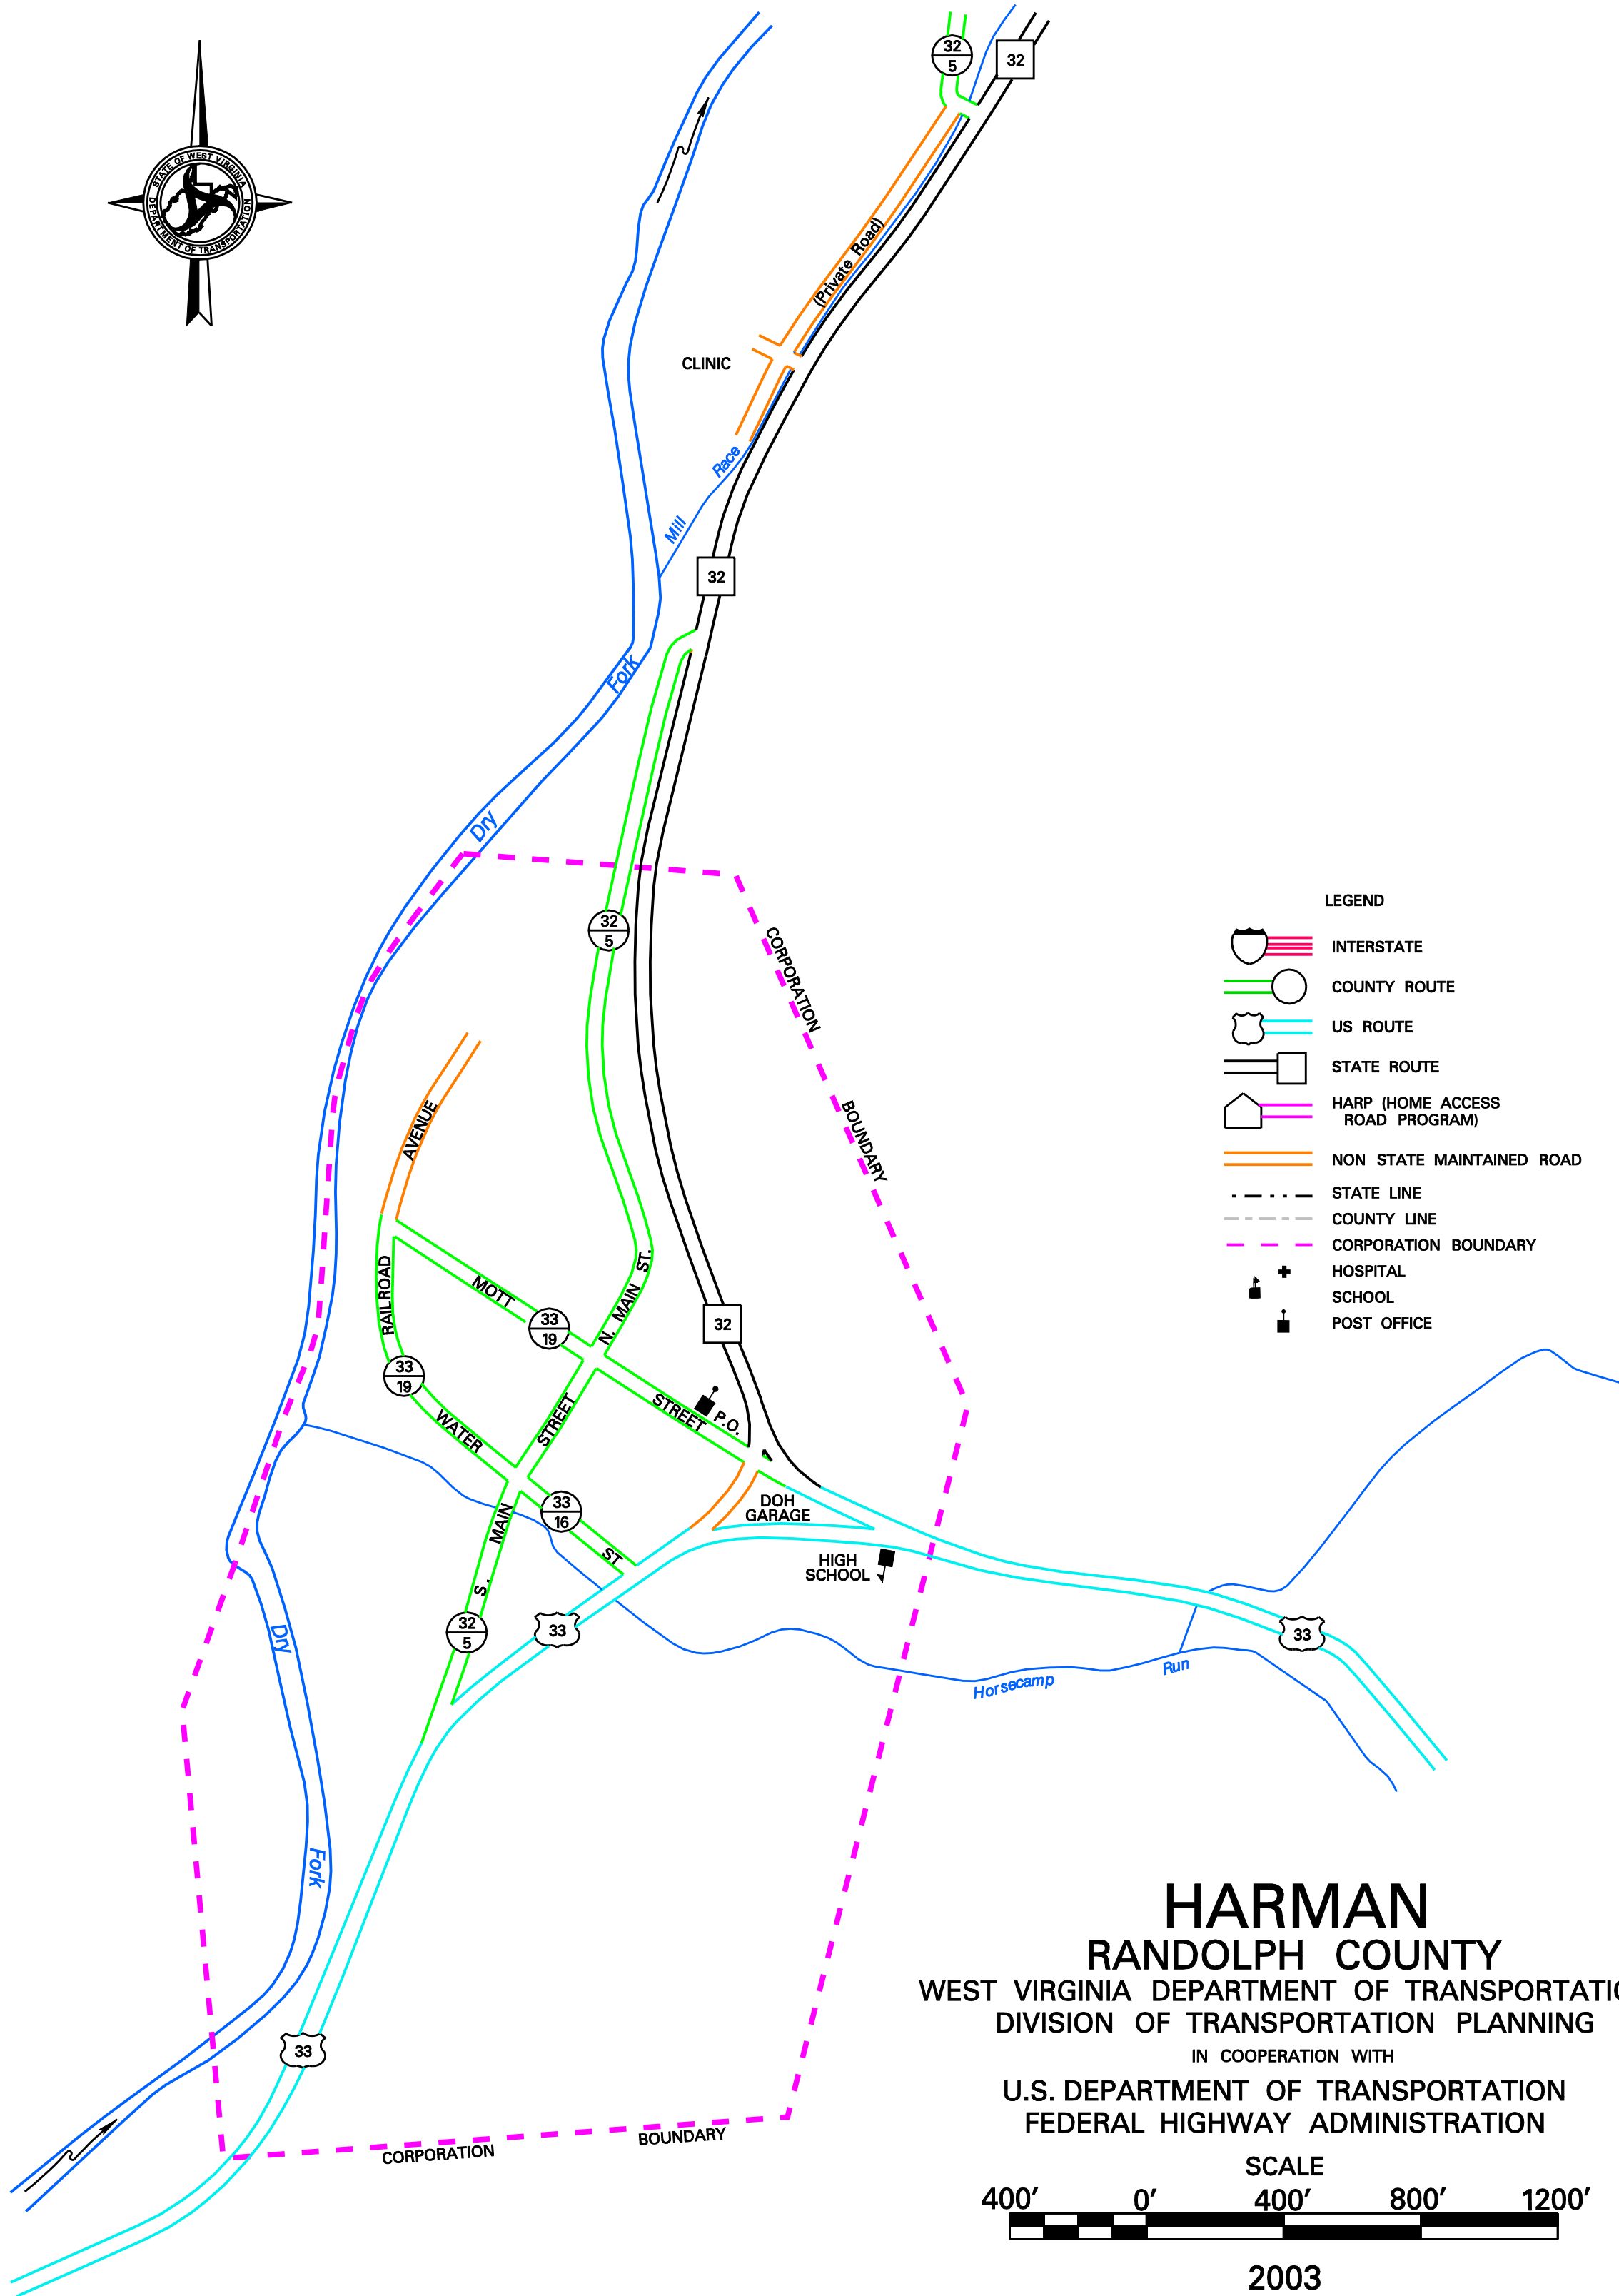 32
5
32
STATE OF WEST VIRGINIA
DEPARTMENT OF TRANSPORTATION
(Private Road)
CLINIC
Mill Race
32
Fork
Dry
32
5
CORPORATION
BOUNDARY
LEGEND
INTERSTATE
COUNTY ROUTE
US ROUTE
STATE ROUTE
HARP (HOME ACCESS
ROAD PROGRAM)
NON STATE MAINTAINED ROAD
STATE LINE
COUNTY LINE
CORPORATION BOUNDARY
HOSPITAL
SCHOOL
POST OFFICE
AVENUE
RAILROAD
MOTT
33
19
N. MAIN ST.
32
33
19
STREET
STREET
P.O.
WATER
33
16
ST
MAIN
S.
DOH
GARAGE
HIGH
SCHOOL
32
5
33
33
Dry
Horsecamp Run
Fork
33
CORPORATION
BOUNDARY
HARMAN
RANDOLPH COUNTY
WEST VIRGINIA DEPARTMENT OF TRANSPORTATIO
DIVISION OF TRANSPORTATION PLANNING
IN COOPERATION WITH
U.S. DEPARTMENT OF TRANSPORTATION
FEDERAL HIGHWAY ADMINISTRATION
SCALE
400' 0' 400' 800' 1200'
2003